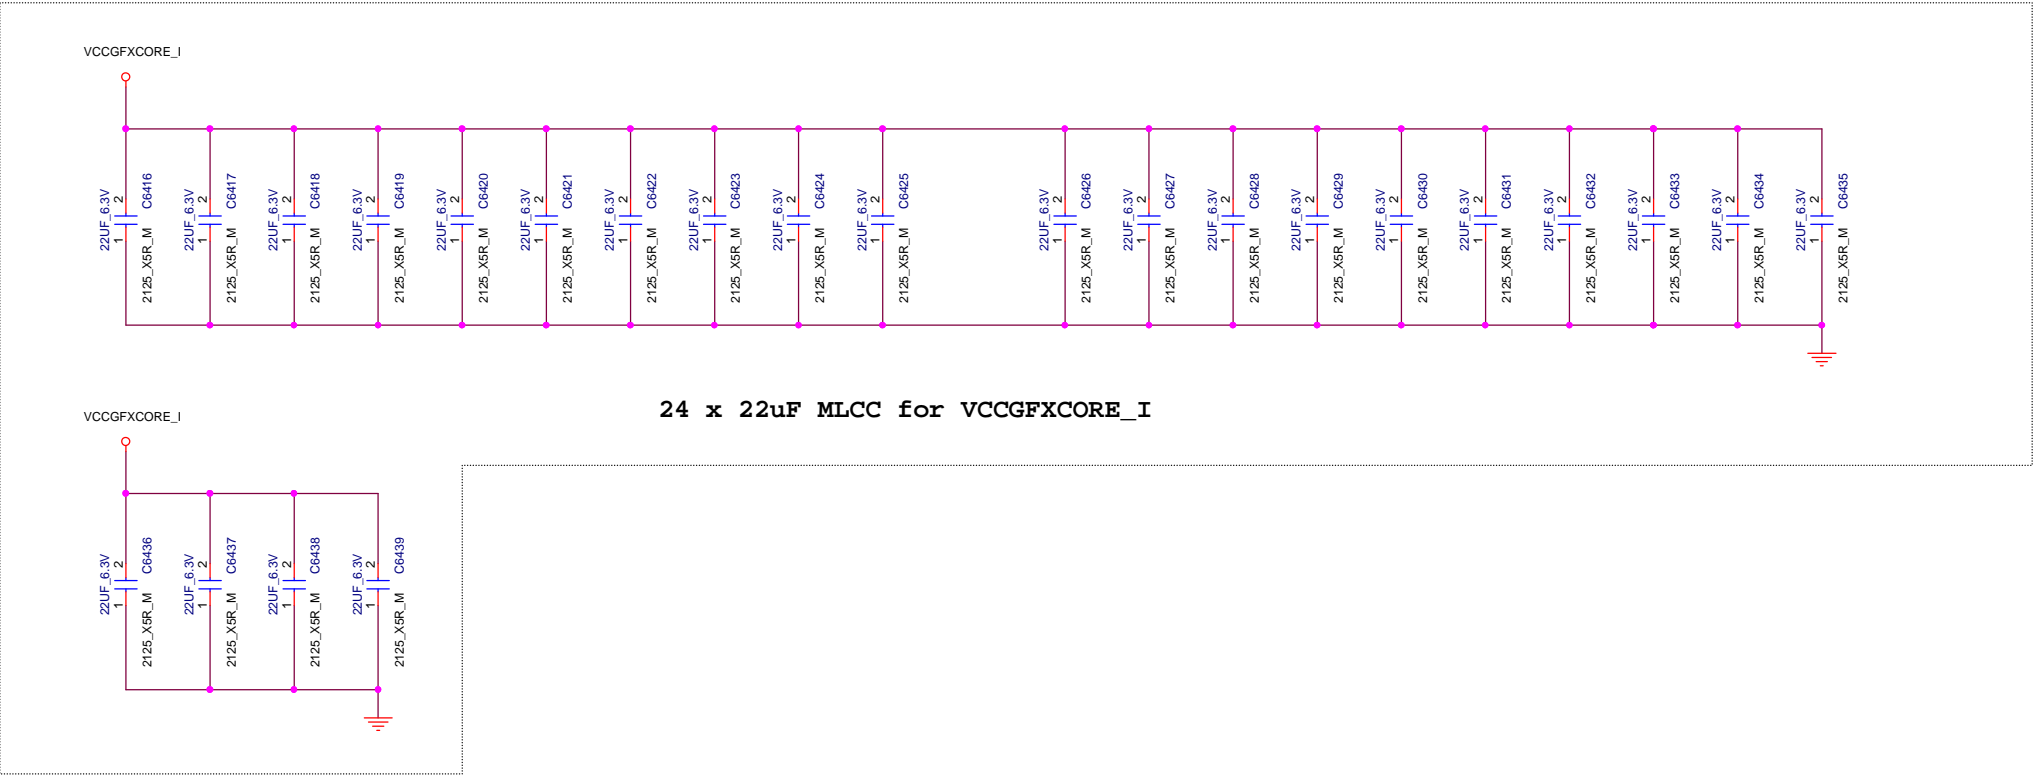 VCCGFXCORE_I
22UF_6.3V 2 1 C6416 2125_X5R_M
22UF_6.3V 2 1 C6417 2125_X5R_M
22UF_6.3V 2 1 C6418 2125_X5R_M
22UF_6.3V 2 1 C6419 2125_X5R_M
22UF_6.3V 2 1 C6420 2125_X5R_M
22UF_6.3V 2 1 C6421 2125_X5R_M
22UF_6.3V 2 1 C6422 2125_X5R_M
22UF_6.3V 2 1 C6423 2125_X5R_M
22UF_6.3V 2 1 C6424 2125_X5R_M
22UF_6.3V 2 1 C6425 2125_X5R_M
22UF_6.3V 2 1 C6426 2125_X5R_M
22UF_6.3V 2 1 C6427 2125_X5R_M
22UF_6.3V 2 1 C6428 2125_X5R_M
22UF_6.3V 2 1 C6429 2125_X5R_M
22UF_6.3V 2 1 C6430 2125_X5R_M
22UF_6.3V 2 1 C6431 2125_X5R_M
22UF_6.3V 2 1 C6432 2125_X5R_M
22UF_6.3V 2 1 C6433 2125_X5R_M
22UF_6.3V 2 1 C6434 2125_X5R_M
22UF_6.3V 2 1 C6435 2125_X5R_M
24 x 22uF MLCC for VCCGFXCORE_I
VCCGFXCORE_I
22UF_6.3V 2 1 C6436 2125_X5R_M
22UF_6.3V 2 1 C6437 2125_X5R_M
22UF_6.3V 2 1 C6438 2125_X5R_M
22UF_6.3V 2 1 C6439 2125_X5R_M